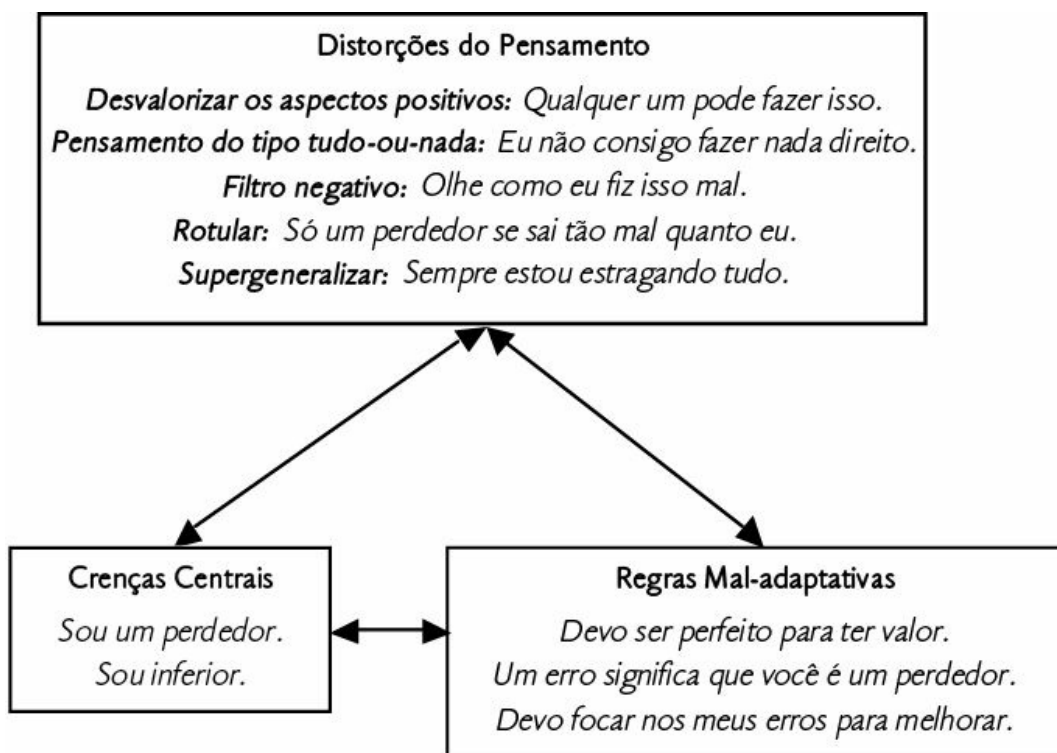 Distorções do Pensamento
Desvalorizar os aspectos positivos: Qualquer um pode fazer isso.
Pensamento do tipo tudo-ou-nada: Eu não consigo fazer nada direito.
Filtro negativo: Olhe como eu fiz isso mal.
Rotular: Só um perdedor se sai tão mal quanto eu.
Supergeneralizar: Sempre estou estragando tudo.
Crenças Centrais
Sou um perdedor.
Sou inferior.
Regras Mal-adaptativas
Devo ser perfeito para ter valor.
Um erro significa que você é um perdedor.
Devo focar nos meus erros para melhorar.